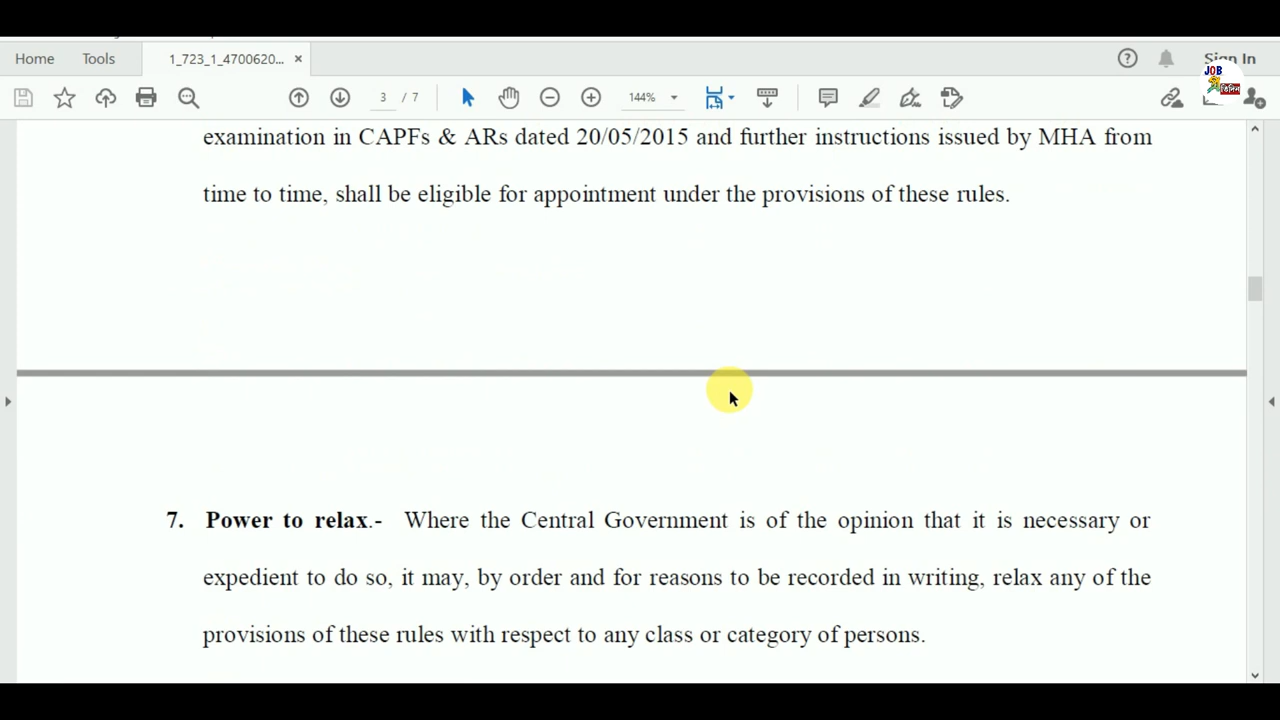 Home
Tools
1_723_1_4700620...
Sign In
JOB
3 / 7
144%
examination in CAPFs & ARs dated 20/05/2015 and further instructions issued by MHA from
time to time, shall be eligible for appointment under the provisions of these rules.
7. Power to relax.- Where the Central Government is of the opinion that it is necessary or
expedient to do so, it may, by order and for reasons to be recorded in writing, relax any of the
provisions of these rules with respect to any class or category of persons.